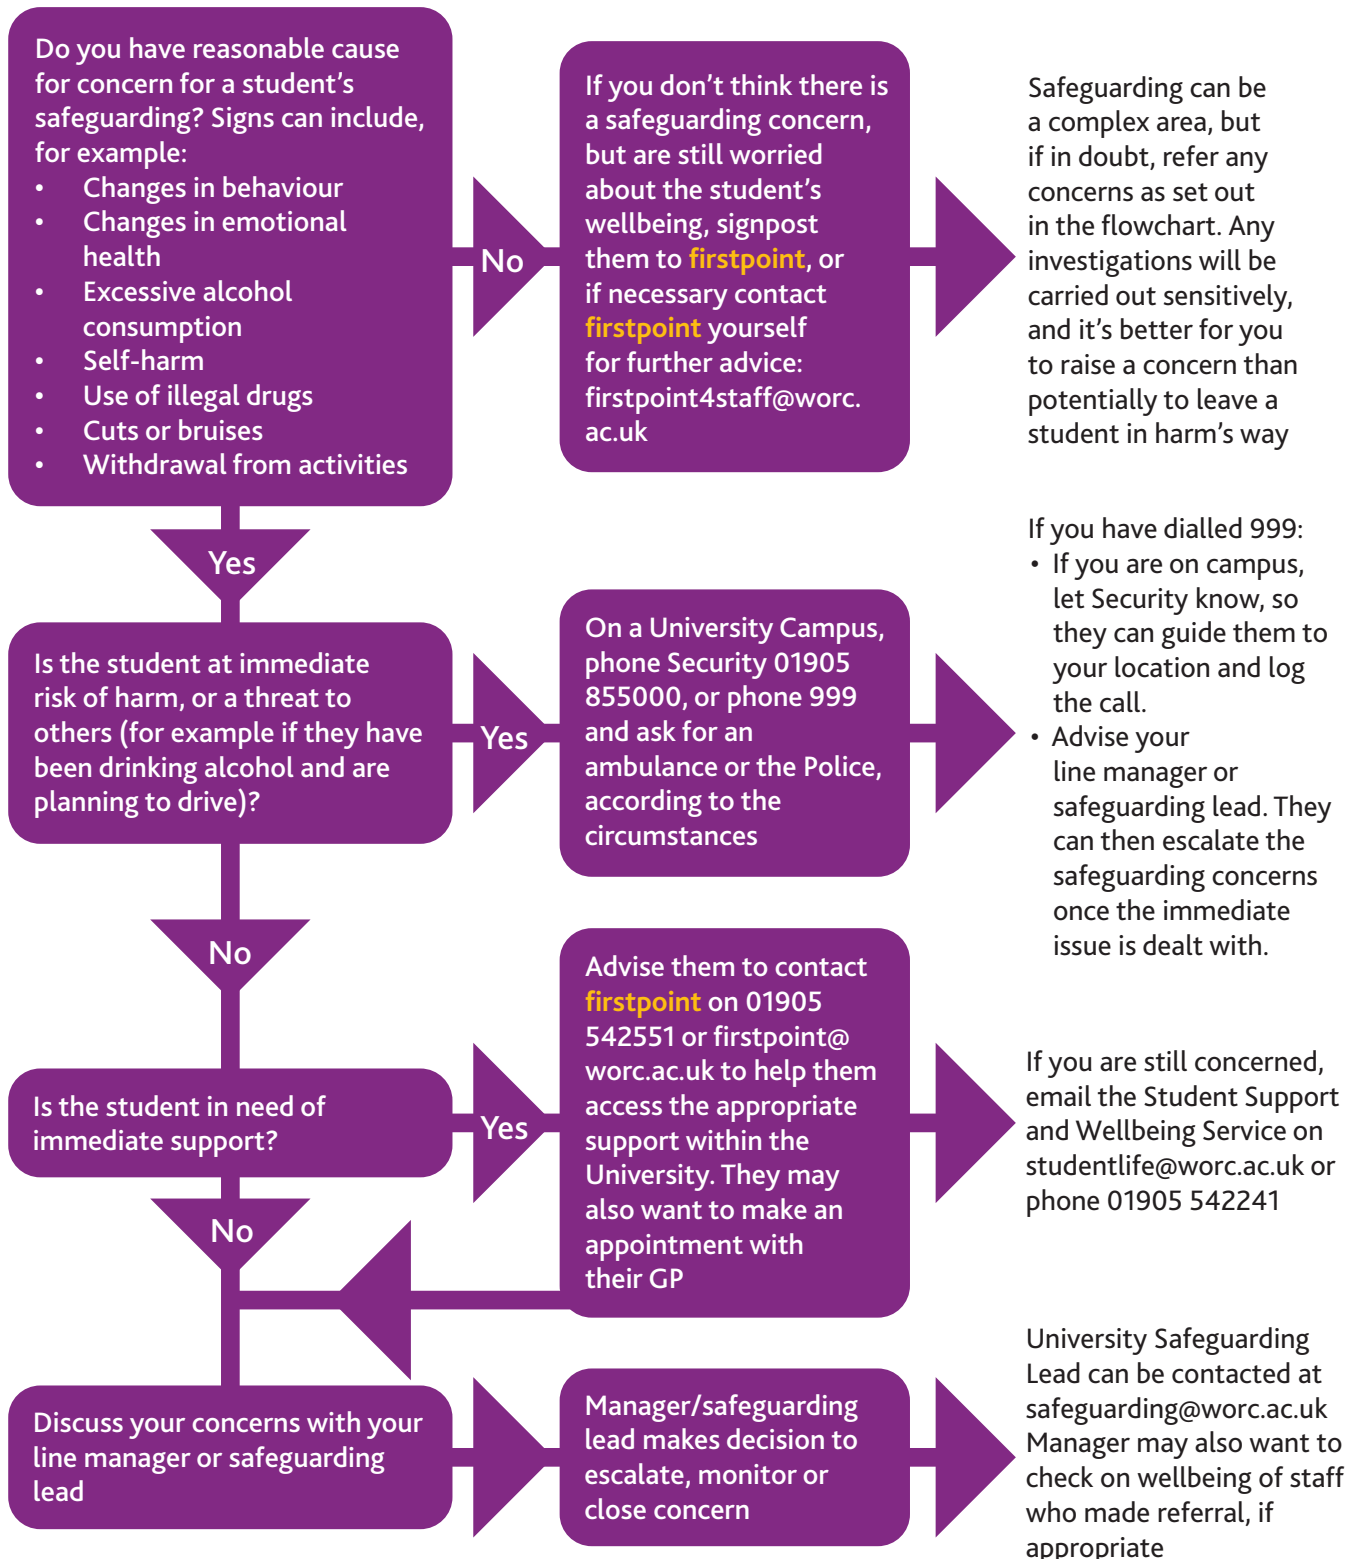 Do you have reasonable cause
for concern for a student’s
safeguarding? Signs can include,
for example:
• Changes in behaviour
• Changes in emotional
health
• Excessive alcohol
consumption
• Self-harm
• Use of illegal drugs
• Cuts or bruises
• Withdrawal from activities
No
If you don’t think there is
a safeguarding concern,
but are still worried
about the student’s
wellbeing, signpost
them to firstpoint, or
if necessary contact
firstpoint yourself
for further advice:
firstpoint4staff@worc.
ac.uk
Safeguarding can be
a complex area, but
if in doubt, refer any
concerns as set out
in the flowchart. Any
investigations will be
carried out sensitively,
and it’s better for you
to raise a concern than
potentially to leave a
student in harm’s way
Yes
Is the student at immediate
risk of harm, or a threat to
others (for example if they have
been drinking alcohol and are
planning to drive)?
Yes
On a University Campus,
phone Security 01905
855000, or phone 999
and ask for an
ambulance or the Police,
according to the
circumstances
If you have dialled 999:
• If you are on campus,
let Security know, so
they can guide them to
your location and log
the call.
• Advise your
line manager or
safeguarding lead. They
can then escalate the
safeguarding concerns
once the immediate
issue is dealt with.
No
Is the student in need of
immediate support?
Yes
Advise them to contact
firstpoint on 01905
542551 or firstpoint@
worc.ac.uk to help them
access the appropriate
support within the
University. They may
also want to make an
appointment with
their GP
If you are still concerned,
email the Student Support
and Wellbeing Service on
studentlife@worc.ac.uk or
phone 01905 542241
No
Discuss your concerns with your
line manager or safeguarding
lead
Manager/safeguarding
lead makes decision to
escalate, monitor or
close concern
University Safeguarding
Lead can be contacted at
safeguarding@worc.ac.uk
Manager may also want to
check on wellbeing of staff
who made referral, if
appropriate